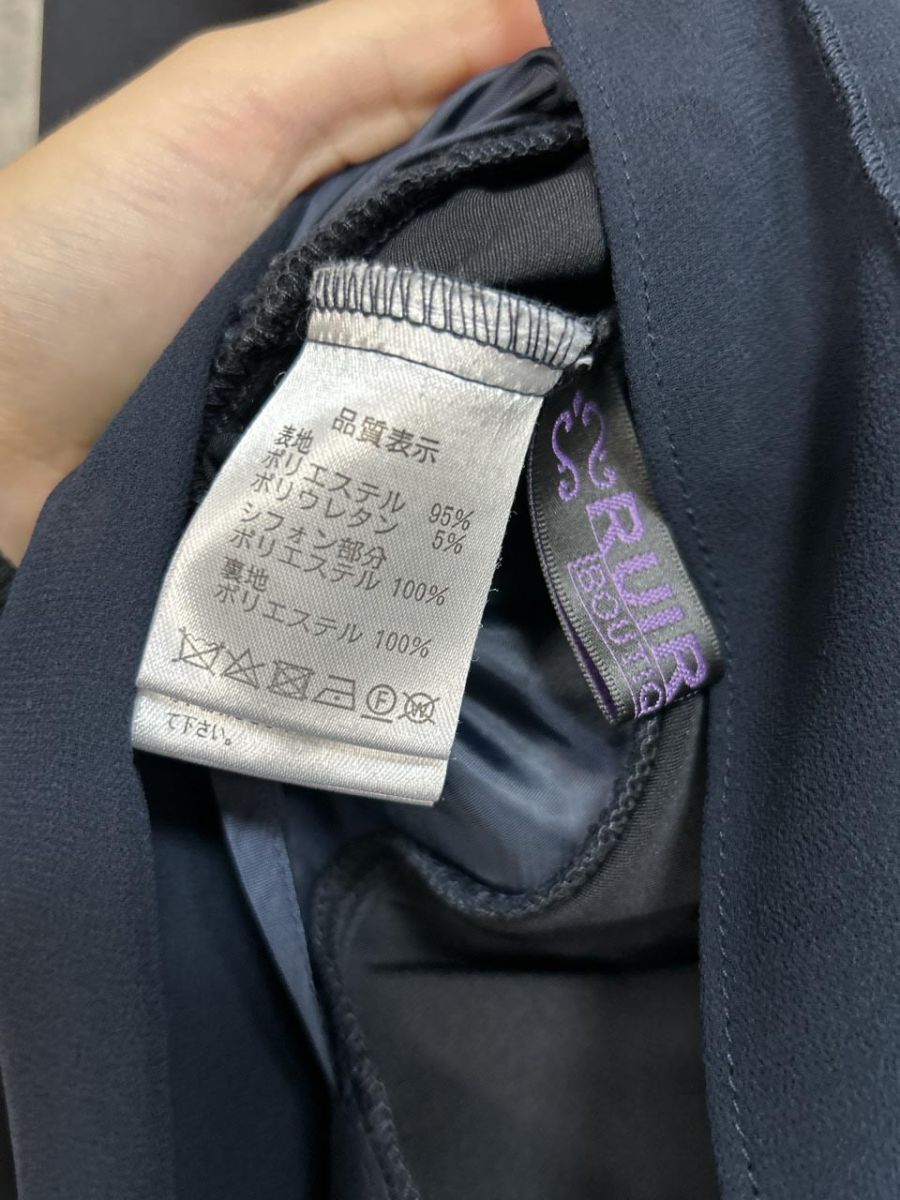 品質表示
表地
ポリエステル 95%
ポリウレタン 5%
シフォン部分
ポリエステル 100%
裏地
ポリエステル 100%
F W
て下さい。
RUIR
BOUTIQ